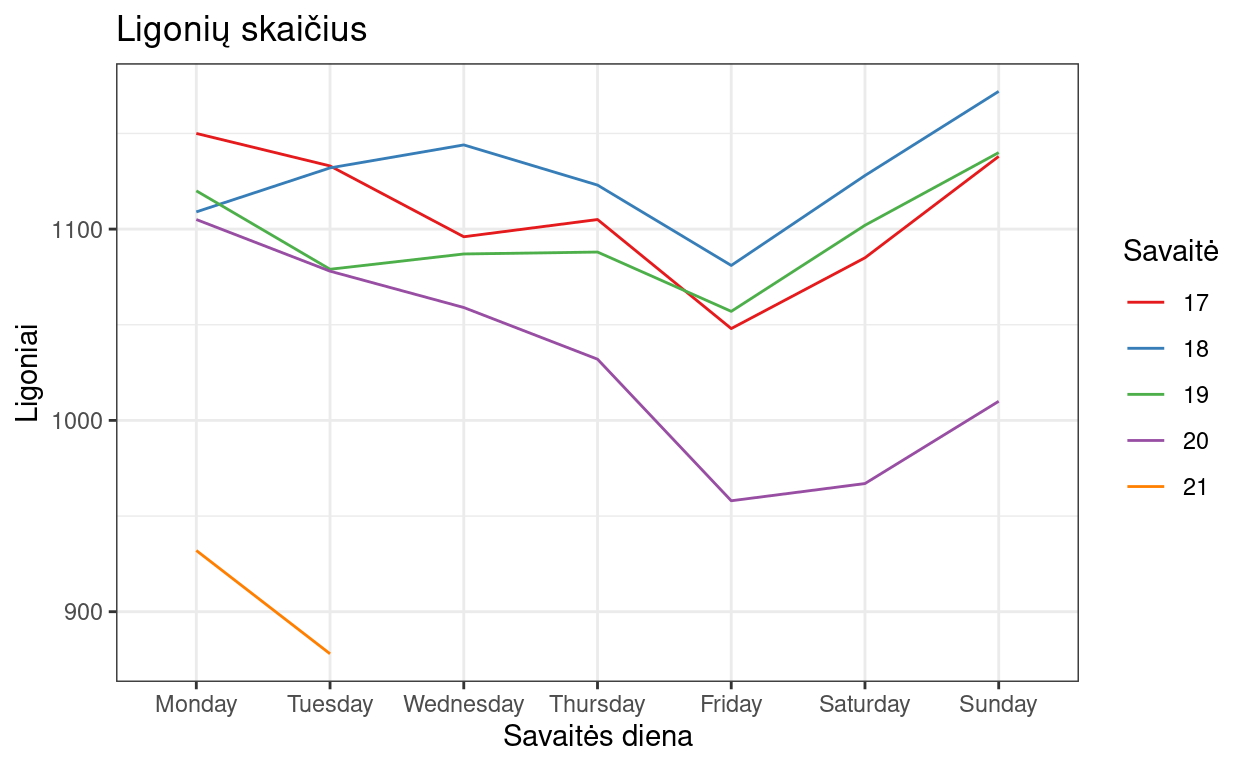 Ligonių skaičius
Ligoniai
1100
1000
900
Monday Tuesday Wednesday Thursday Friday Saturday Sunday
Savaitės diena
Savaitė
17
18
19
20
21